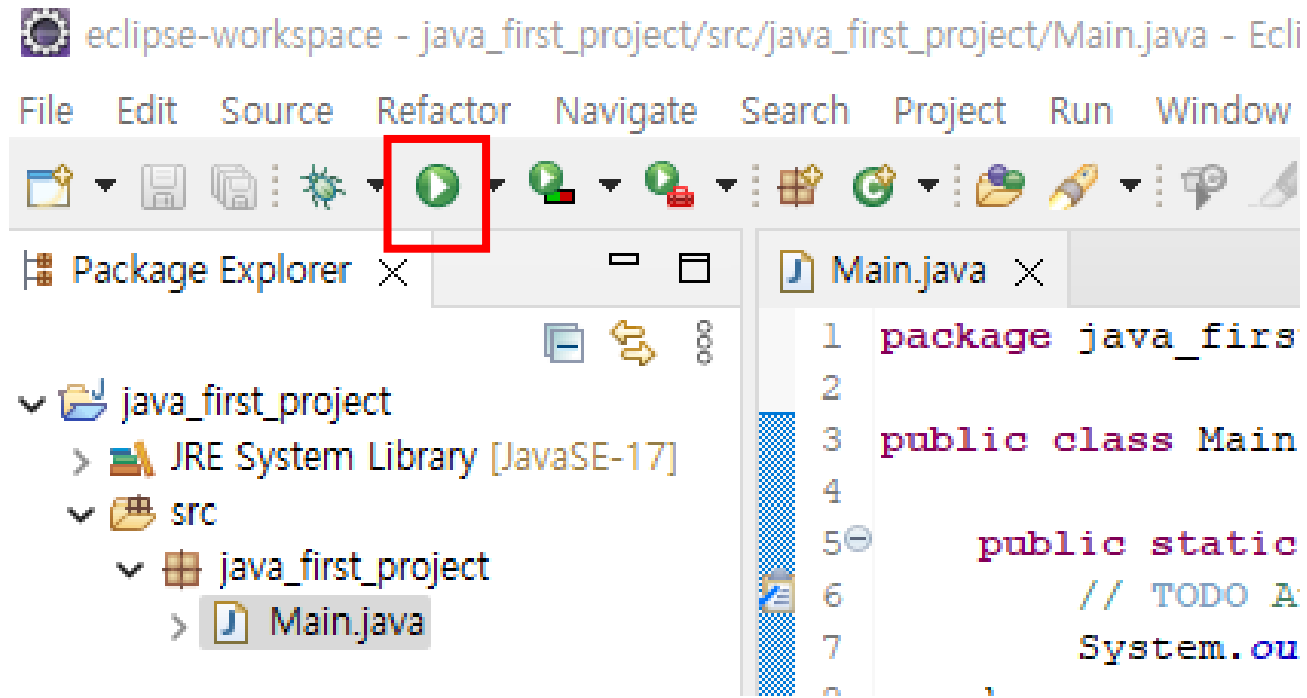 eclipse-workspace - java_first_project/src/java_first_project/Main.java - Ecli
File Edit Source Refactor Navigate Search Project Run Window
Package Explorer
Main.java
java_first_project
JRE System Library [JavaSE-17]
src
java_first_project
Main.java
1 package java_firs
2
3 public class Main
4
5 public static
6 // TODO A
7 System.ou